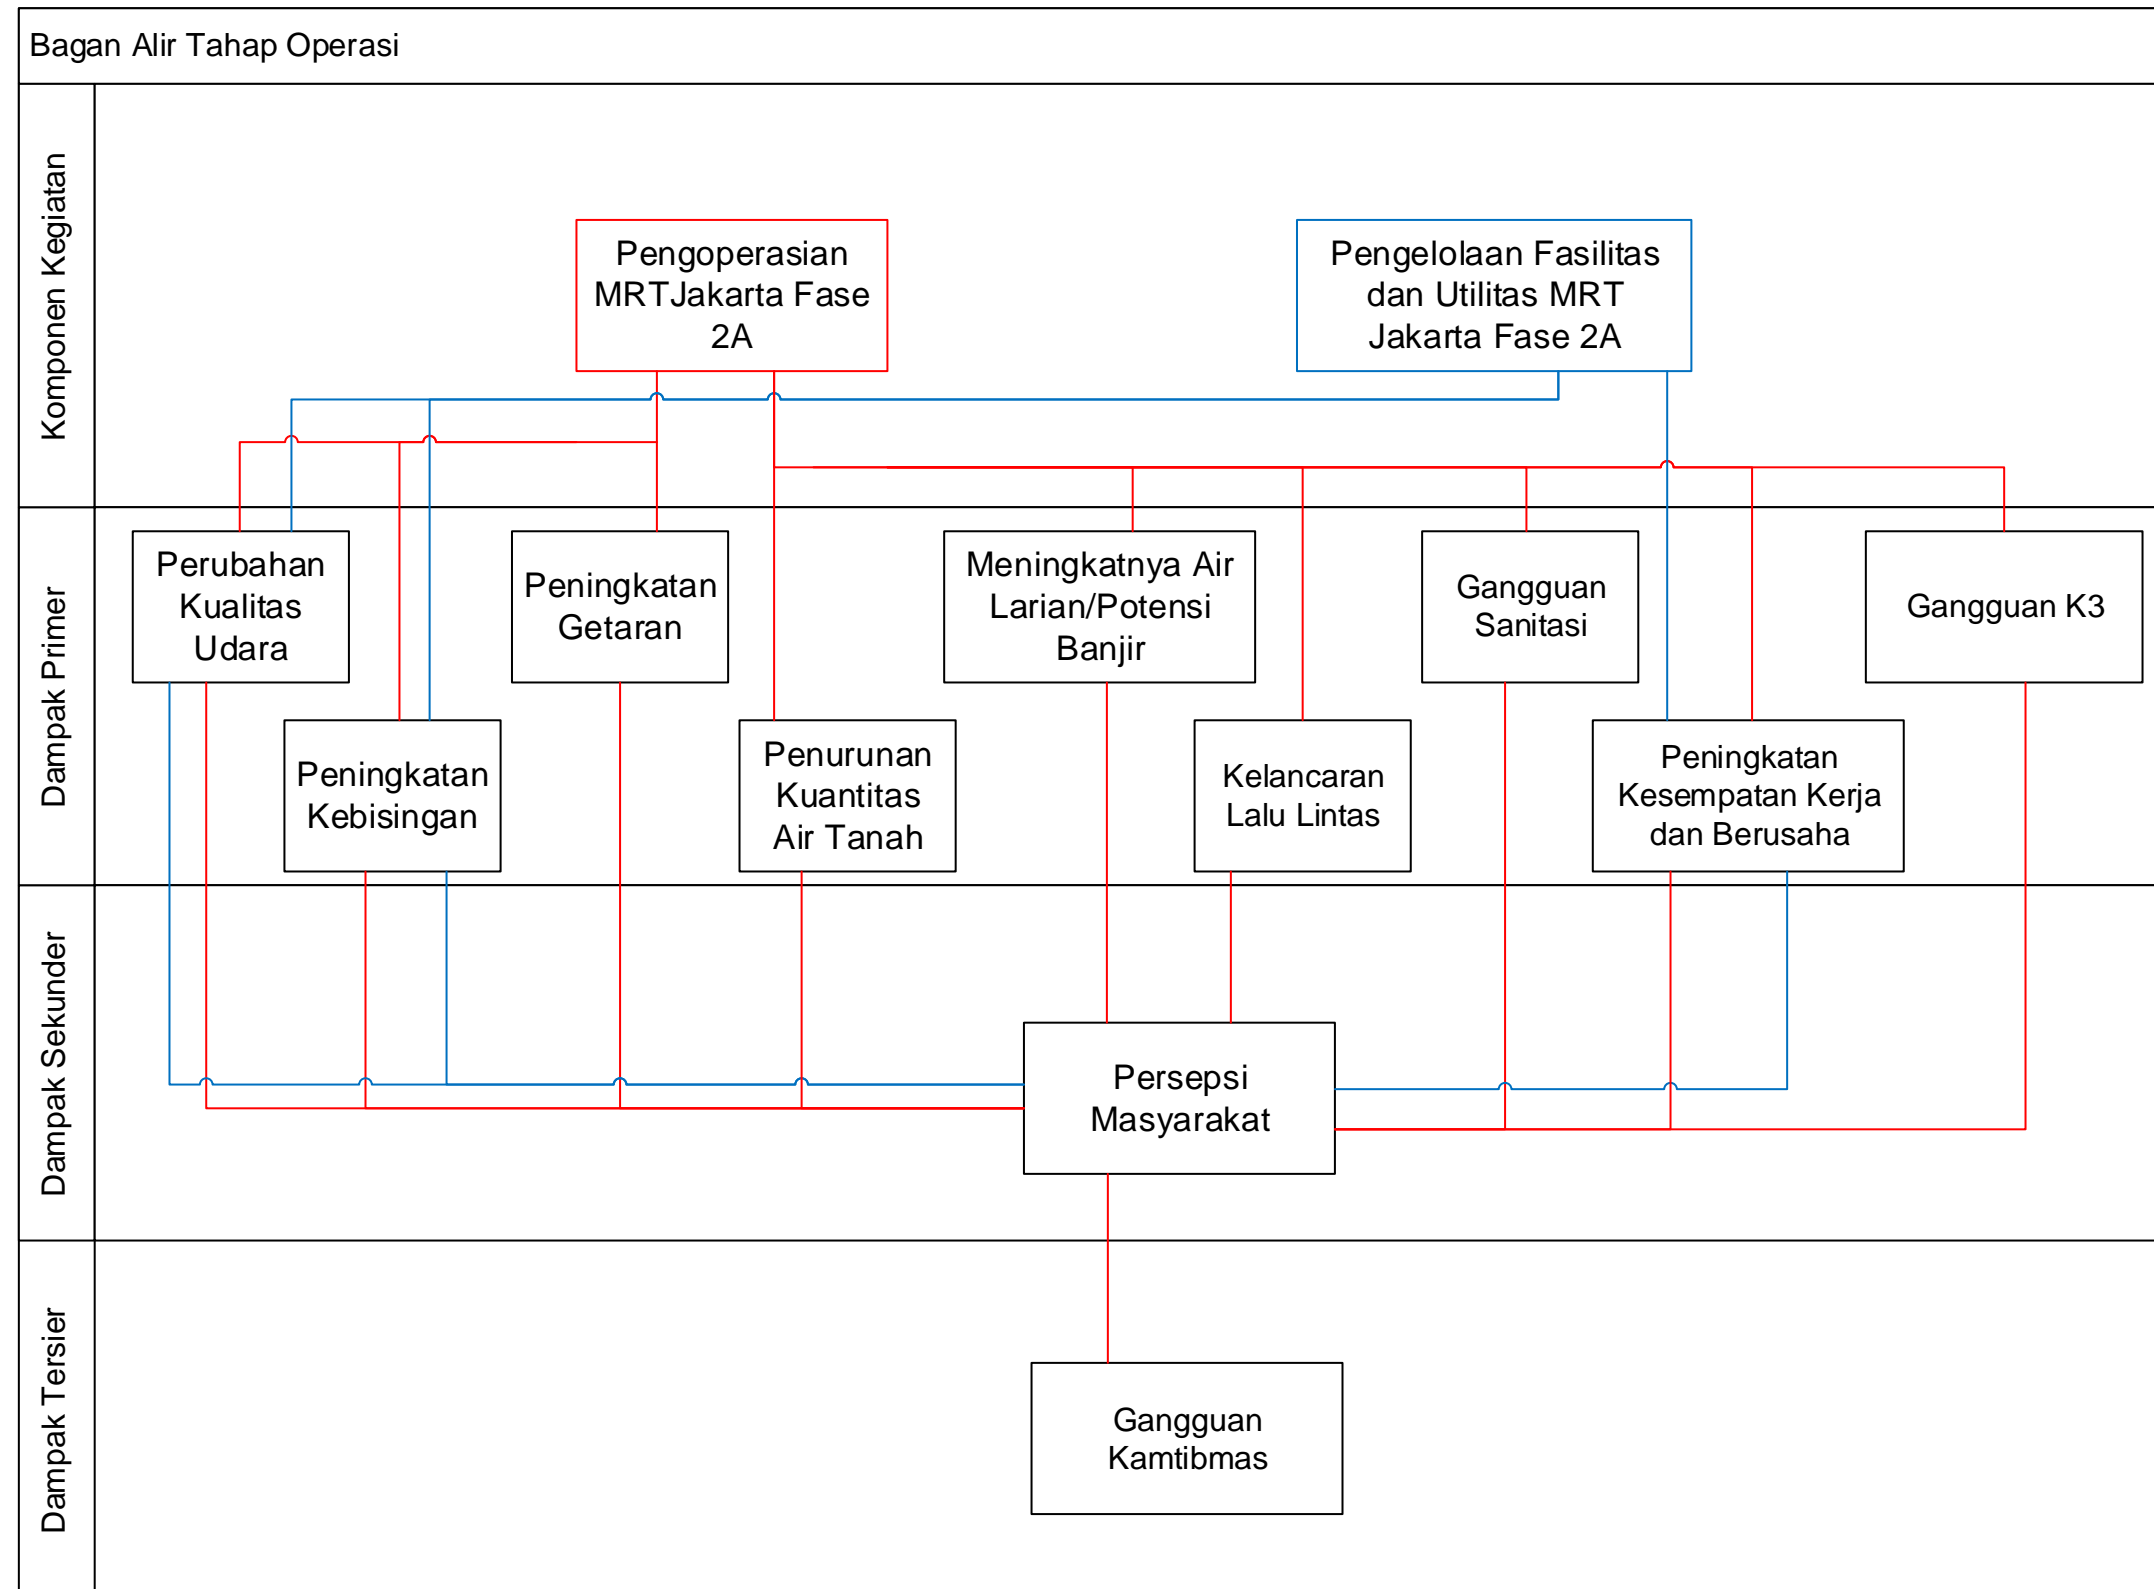 Bagan Alir Tahap Operasi
Komponen Kegiatan
Pengoperasian
MRTJakarta Fase
2A
Pengelolaan Fasilitas
dan Utilitas MRT
Jakarta Fase 2A
Dampak Primer
Perubahan
Kualitas
Udara
Peningkatan
Getaran
Meningkatnya Air
Larian/Potensi
Banjir
Gangguan
Sanitasi
Gangguan K3
Peningkatan
Kebisingan
Penurunan
Kuantitas
Air Tanah
Kelancaran
Lalu Lintas
Peningkatan
Kesempatan Kerja
dan Berusaha
Dampak Sekunder
Persepsi
Masyarakat
Dampak Tersier
Gangguan
Kamtibmas